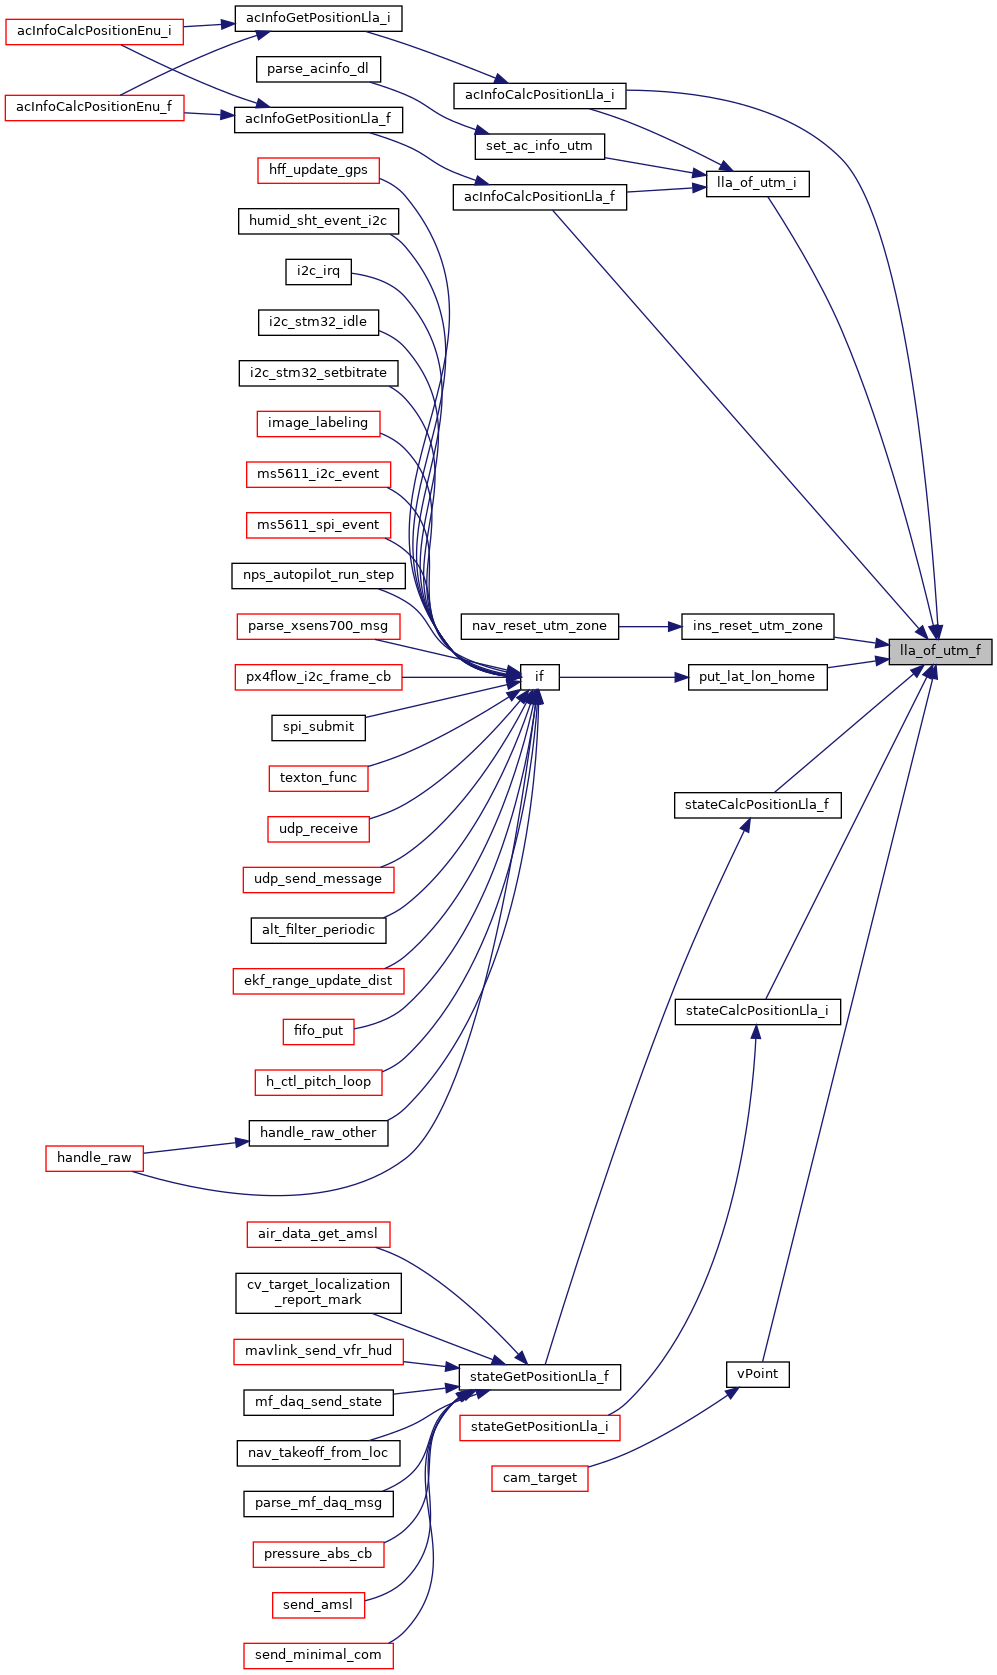 acInfoGetPositionLla_i
acInfoCalcPositionEnu_i
parse_acinfo_dl
acInfoCalcPositionLla_i
acInfoCalcPositionEnu_f
acInfoGetPositionLla_f
set_ac_info_utm
hff_update_gps
lla_of_utm_i
acInfoCalcPositionLla_f
humid_sht_event_i2c
i2c_irq
i2c_stm32_idle
i2c_stm32_setbitrate
image_labeling
ms5611_i2c_event
ms5611_spi_event
nps_autopilot_run_step
parse_xsens700_msg
nav_reset_utm_zone
ins_reset_utm_zone
lla_of_utm_f
px4flow_i2c_frame_cb
if
put_lat_lon_home
spi_submit
texton_func
stateCalcPositionLla_f
udp_receive
udp_send_message
alt_filter_periodic
ekf_range_update_dist
stateCalcPositionLla_i
fifo_put
h_ctl_pitch_loop
handle_raw_other
handle_raw
air_data_get_amsl
cv_target_localization
_report_mark
mavlink_send_vfr_hud
stateGetPositionLla_f
vPoint
mf_daq_send_state
stateGetPositionLla_i
nav_takeoff_from_loc
cam_target
parse_mf_daq_msg
pressure_abs_cb
send_amsl
send_minimal_com